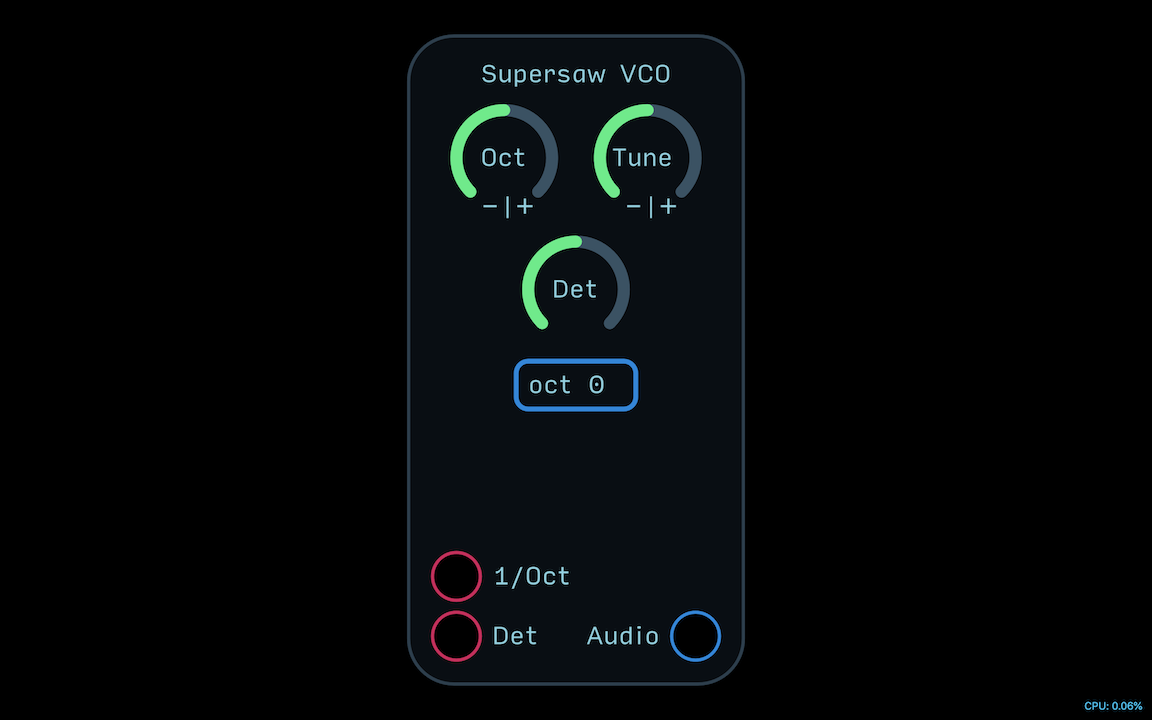 Supersaw VCO
Oct Tune
-|+ -|+
Det
oct 0
1/Oct
Det Audio
CPU: 0.06%